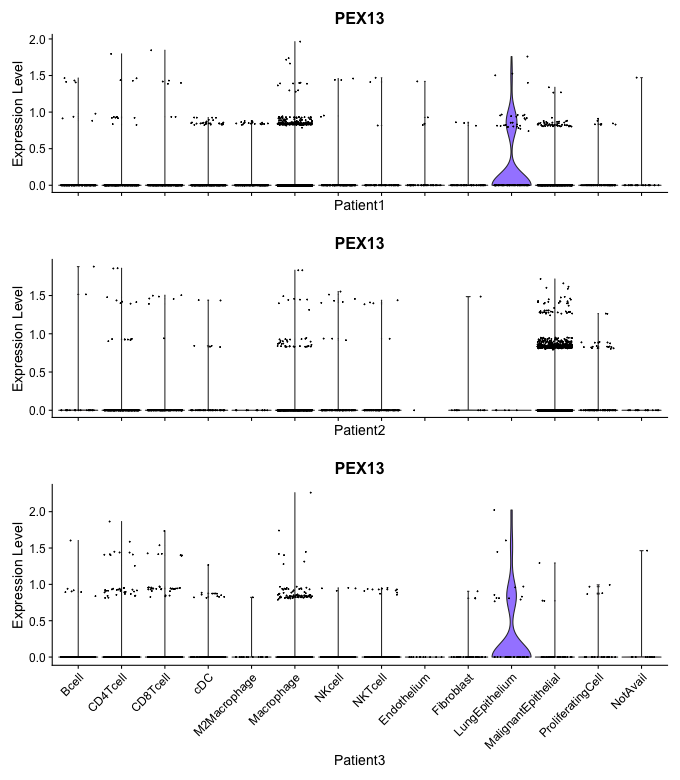 PEX13
Expression Level
2.0
1.5
1.0
0.5
0.0
Patient1
PEX13
Expression Level
1.5
1.0
0.5
0.0
Patient2
PEX13
Expression Level
2.0
1.5
1.0
0.5
0.0
Bcell
CD4Tcell
CD8Tcell
cDC
M2Macrophage
Macrophage
NKcell
NKTcell
Endothelium
Fibroblast
LungEpithelium
MalignantEpithelial
ProliferatingCell
NotAvail
Patient3